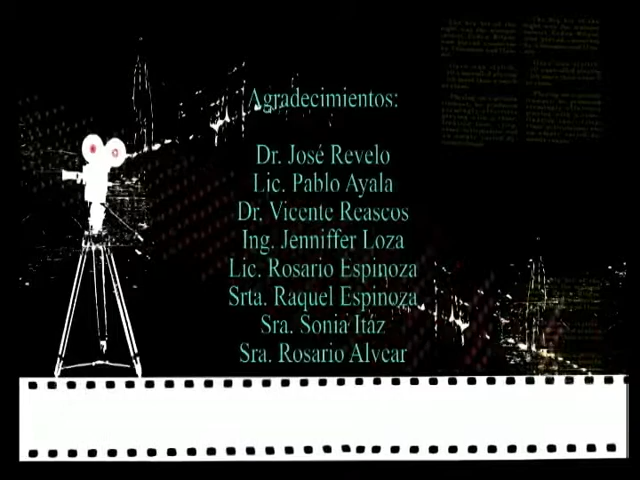 Agradecimientos:
Dr. José Revelo
Lic. Pablo Ayala
Dr. Vicente Reascos
Ing. Jenniffer Loza
Lic. Rosario Espinoza
Srta. Raquel Espinoza
Sra. Sonia Itáz
Sra. Rosario Alvear